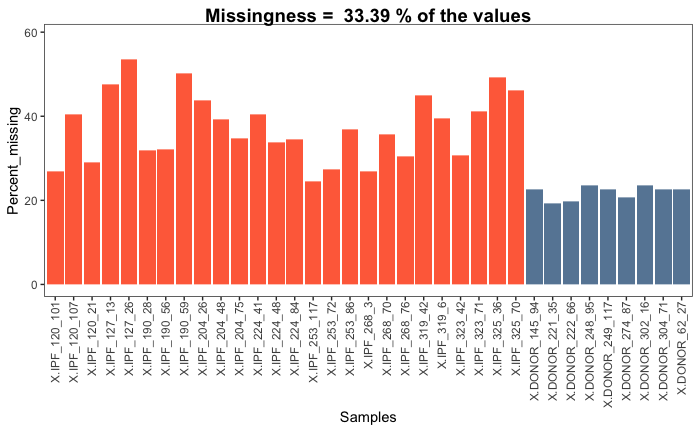 Missingness =  33.39 % of the values
Percent_missing
60
40
20
0
X.IPF_120_101
X.IPF_120_107
X.IPF_120_21
X.IPF_127_13
X.IPF_127_26
X.IPF_190_28
X.IPF_190_56
X.IPF_190_59
X.IPF_204_26
X.IPF_204_48
X.IPF_204_75
X.IPF_224_41
X.IPF_224_48
X.IPF_224_84
X.IPF_253_117
X.IPF_253_72
X.IPF_253_86
X.IPF_268_3
X.IPF_268_70
X.IPF_268_76
X.IPF_319_42
X.IPF_319_6
X.IPF_323_42
X.IPF_323_71
X.IPF_325_36
X.IPF_325_70
X.DONOR_145_94
X.DONOR_221_35
X.DONOR_222_66
X.DONOR_248_95
X.DONOR_249_117
X.DONOR_274_87
X.DONOR_302_16
X.DONOR_304_71
X.DONOR_62_27
Samples